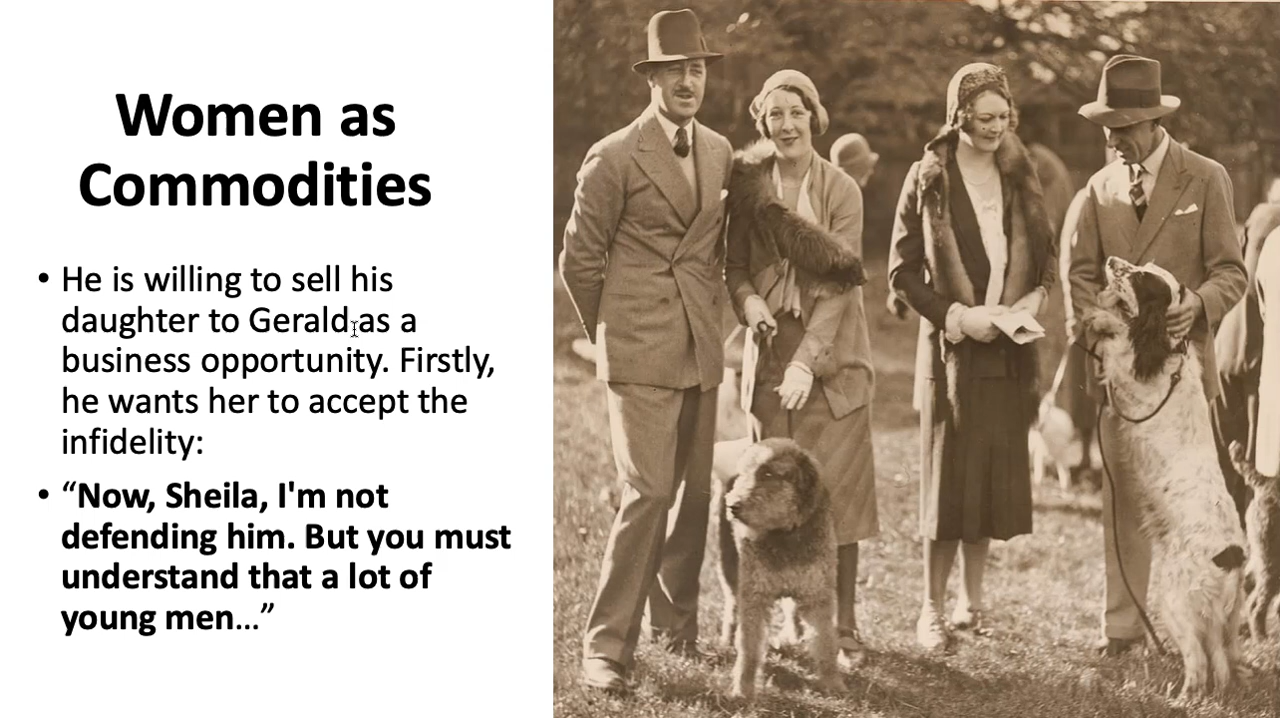 Women as
Commodities
• He is willing to sell his
daughter to Gerald as a
business opportunity. Firstly,
he wants her to accept the
infidelity:
• “Now, Sheila, I'm not
defending him. But you must
understand that a lot of
young men…”